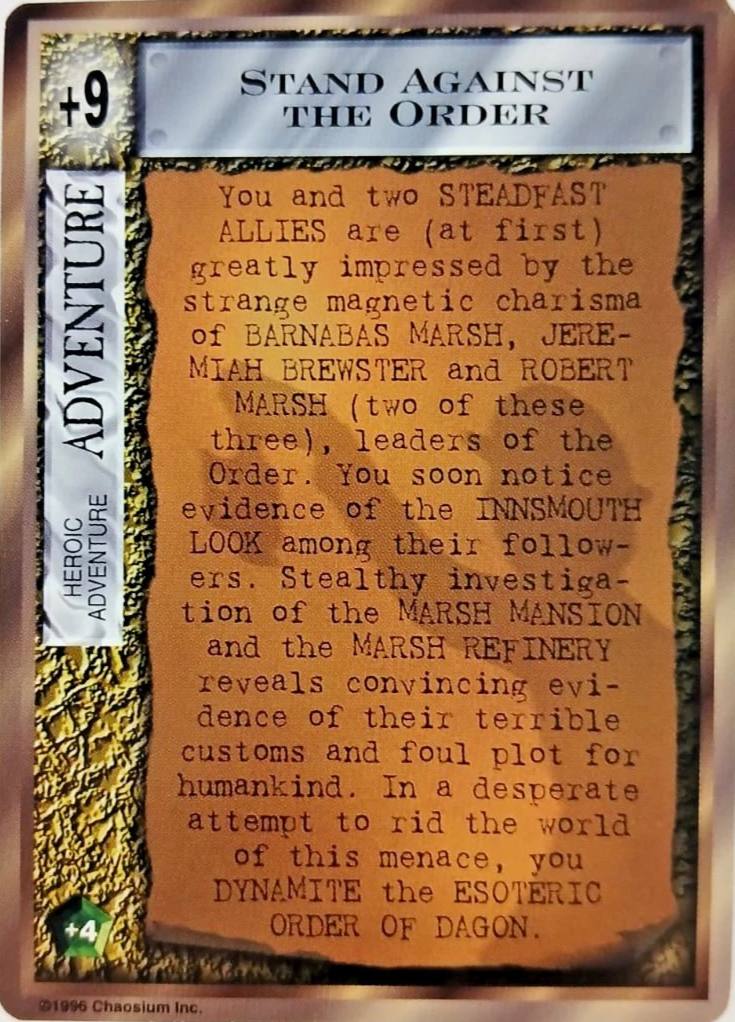 +9
STAND AGAINST
THE ORDER
ADVENTURE
HEROIC
ADVENTURE
You and two STEADFAST
ALLIES are (at first)
greatly impressed by the
strange magnetic charisma
of BARNABAS MARSH, JERE-
MIAH BREWSTER and ROBERT
MARSH (two of these
three), leaders of the
Order. You soon notice
evidence of the INNSMOUTH
LOOK among their follow-
ers. Stealthy investiga-
tion of the MARSH MANSION
and the MARSH REFINERY
reveals convincing evi-
dence of their terrible
customs and foul plot for
humankind. In a desperate
attempt to rid the world
of this menace, you
DYNAMITE the ESOTERIC
ORDER OF DAGON.
+4
©1996 Chaosium Inc.